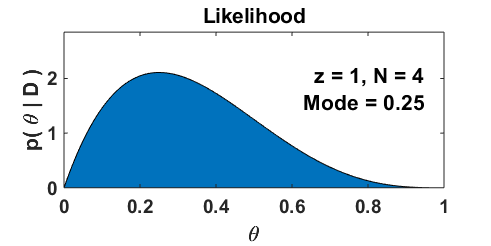 Likelihood
z = 1, N = 4
Mode = 0.25
p( θ | D )
2
1
0
0 0.2 0.4 0.6 0.8 1
θ